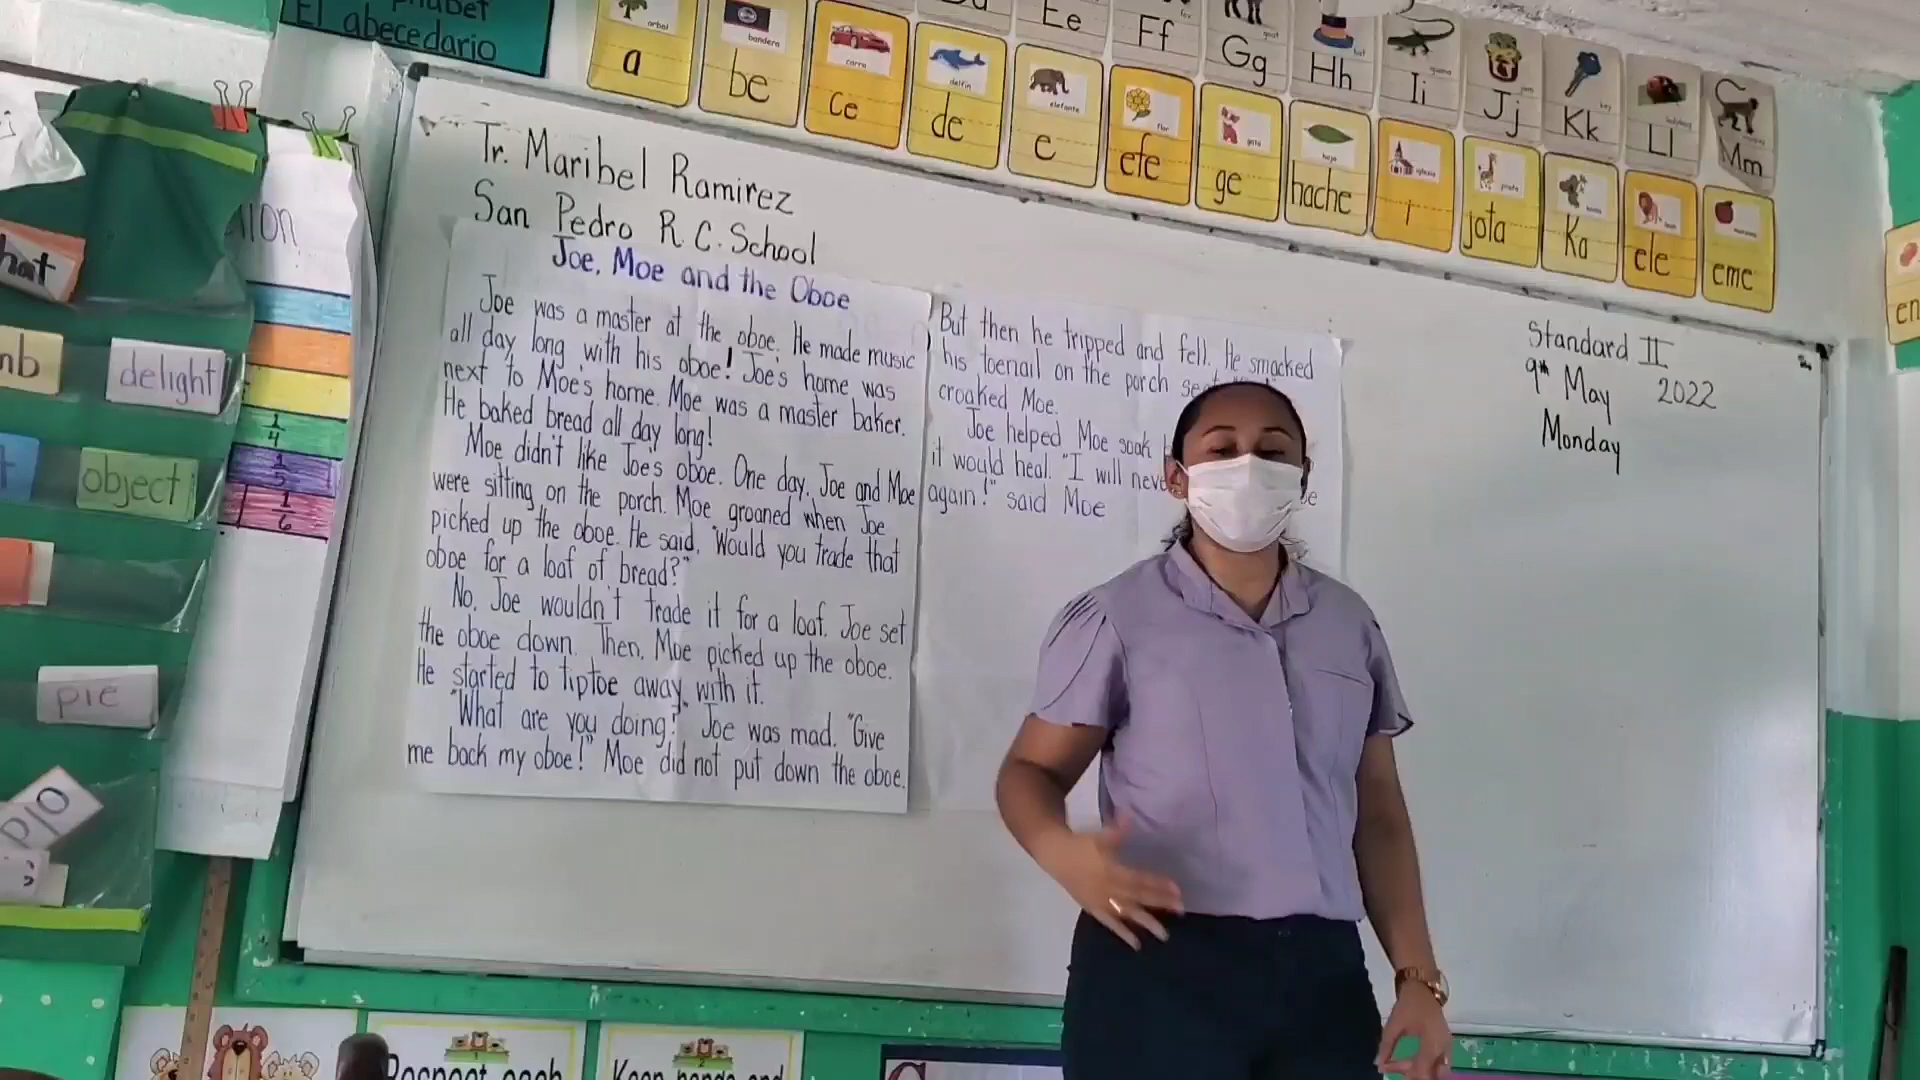 El abecedario
a
be
ce
de
e
efe
ge
hache
i
jota
ka
ele
eme
Ee
Ff
Gg
Hh
Ii
Jj
Kk
Ll
Mm
Tr. Maribel Ramirez
San Pedro R.C. School
Joe, Moe and the Oboe
Joe was a master at the oboe. He made music
all day long with his oboe! Joe's home was
next to Moe's home. Moe was a master baker.
He baked bread all day long!
Moe didn't like Joe's oboe. One day, Joe and Moe
were sitting on the porch. Moe groaned when Joe
picked up the oboe. He said, "Would you trade that
oboe for a loaf of bread?"
No, Joe wouldn't trade it for a loaf. Joe set
the oboe down. Then, Moe picked up the oboe.
He started to tiptoe away with it.
"What are you doing?" Joe was mad. "Give
me back my oboe!" Moe did not put down the oboe.
But then he tripped and fell. He smacked
his toenail on the porch
croaked Moe.
Joe helped Moe soak
it would heal. "I will
again!" said Moe
Standard II
9th May 2022
Monday
delight
object
pie
1/4
1/5
1/6